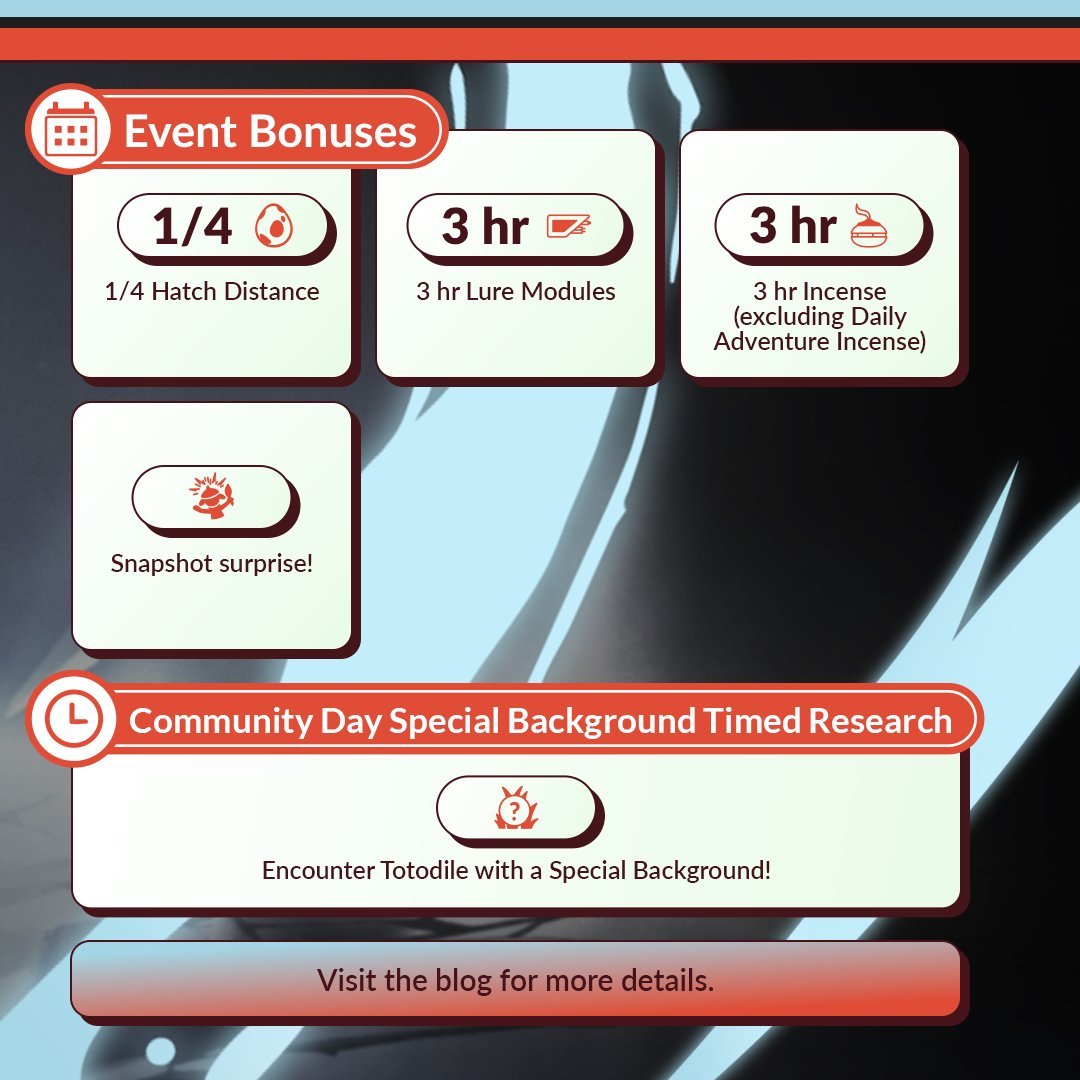 Event Bonuses
1/4
1/4 Hatch Distance
3 hr
3 hr Lure Modules
3 hr
3 hr Incense
(excluding Daily
Adventure Incense)
Snapshot surprise!
Community Day Special Background Timed Research
?
Encounter Totodile with a Special Background!
Visit the blog for more details.